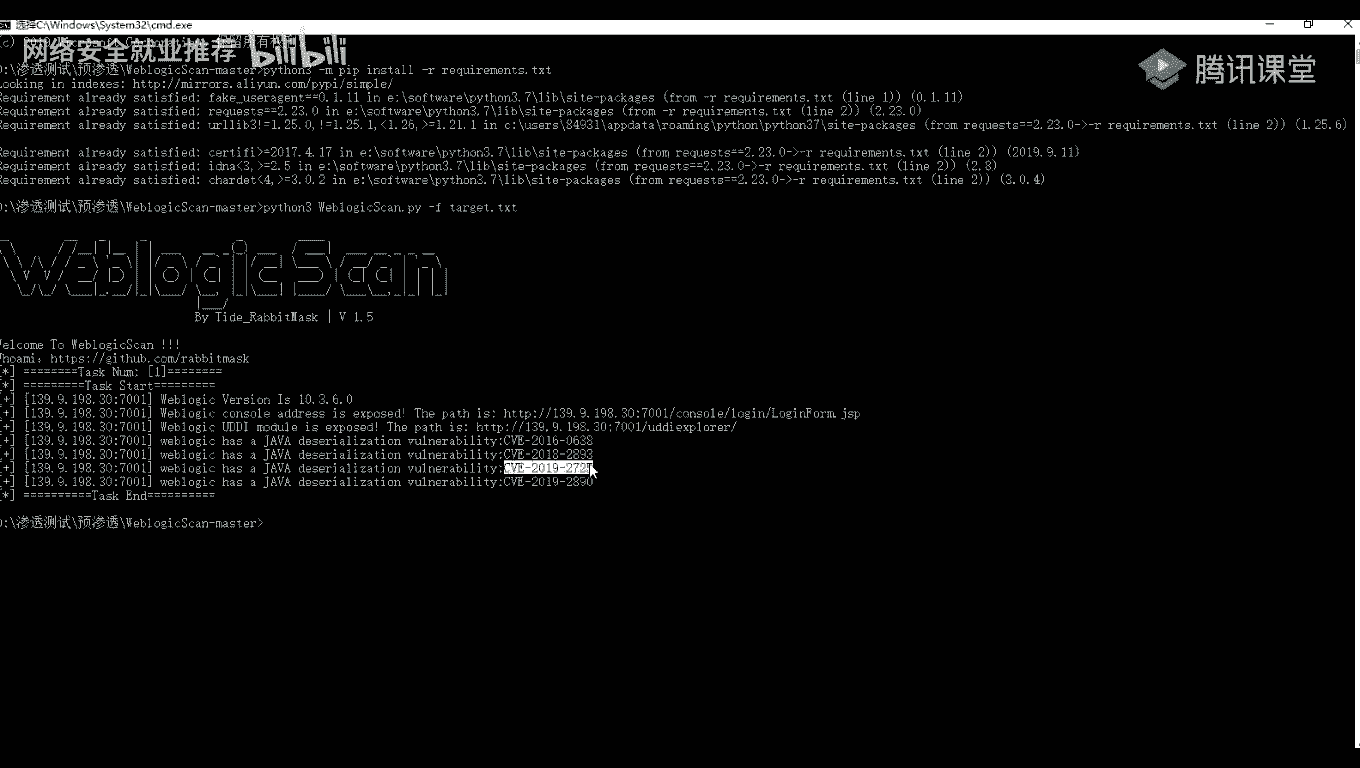 选择C:\Windows\System32\cmd.exe
网络安全就业推荐 bilibili
腾讯课堂
:\渗透测试\预渗透\WeblogicScan-master>python3 -m pip install -r requirements.txt
Looking in indexes: http://mirrors.aliyun.com/pypi/simple/
Requirement already satisfied: fake_useragent==0.1.11 in e:\software\python3.7\lib\site-packages (from -r requirements.txt (line 1)) (0.1.11)
Requirement already satisfied: requests==2.23.0 in e:\software\python3.7\lib\site-packages (from -r requirements.txt (line 2)) (2.23.0)
Requirement already satisfied: urllib3!=1.25.0,!=1.25.1,<1.26,>=1.21.1 in c:\users\84931\appdata\roaming\python\python37\site-packages (from requests==2.23.0->-r requirements.txt (line 2)) (1.25.6)
Requirement already satisfied: certifi>=2017.4.17 in e:\software\python3.7\lib\site-packages (from requests==2.23.0->-r requirements.txt (line 2)) (2019.9.11)
Requirement already satisfied: idna<3,>=2.5 in e:\software\python3.7\lib\site-packages (from requests==2.23.0->-r requirements.txt (line 2)) (2.8)
Requirement already satisfied: chardet<4,>=3.0.2 in e:\software\python3.7\lib\site-packages (from requests==2.23.0->-r requirements.txt (line 2)) (3.0.4)
:\渗透测试\预渗透\WeblogicScan-master>python3 WeblogicScan.py -f target.txt
Weblogic Scan
By Tide_RabbitMask | V 1.5
Welcome To WeblogicScan !!!
Whoami: https://github.com/rabbitmask
[*] ========Task Num: [1]========
[*] =========Task Start=========
[+] [139.9.198.30:7001] Weblogic Version Is 10.3.6.0
[+] [139.9.198.30:7001] Weblogic console address is exposed! The path is: http://139.9.198.30:7001/console/login/LoginForm.jsp
[+] [139.9.198.30:7001] Weblogic UDDI module is exposed! The path is: http://139.9.198.30:7001/uddiexplorer/
[+] [139.9.198.30:7001] weblogic has a JAVA deserialization vulnerability:CVE-2016-0638
[+] [139.9.198.30:7001] weblogic has a JAVA deserialization vulnerability:CVE-2018-2893
[+] [139.9.198.30:7001] weblogic has a JAVA deserialization vulnerability:CVE-2019-2725
[+] [139.9.198.30:7001] weblogic has a JAVA deserialization vulnerability:CVE-2019-2890
[*] ==========Task End==========
:\渗透测试\预渗透\WeblogicScan-master>